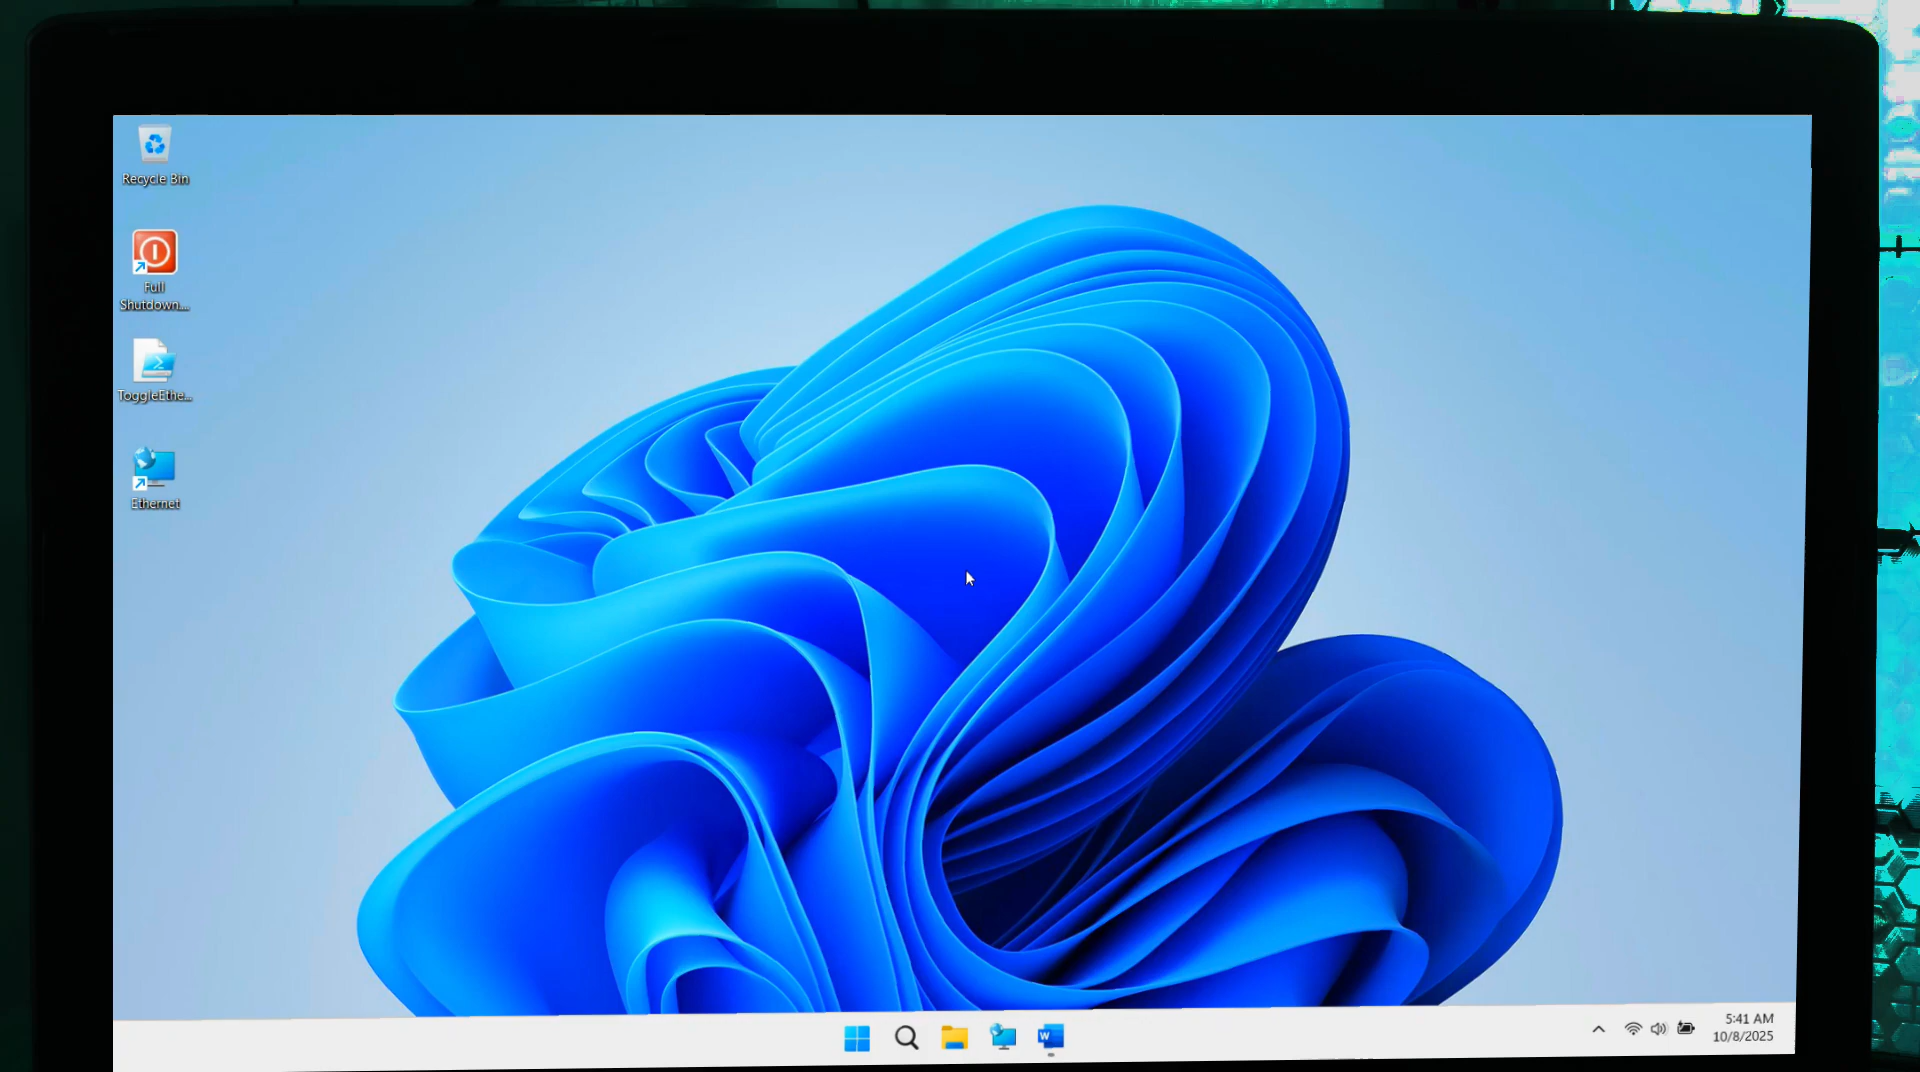 Recycle Bin
Full
Shutdown...
ToggleEthe...
Ethernet
W
5:41 AM
10/8/2025